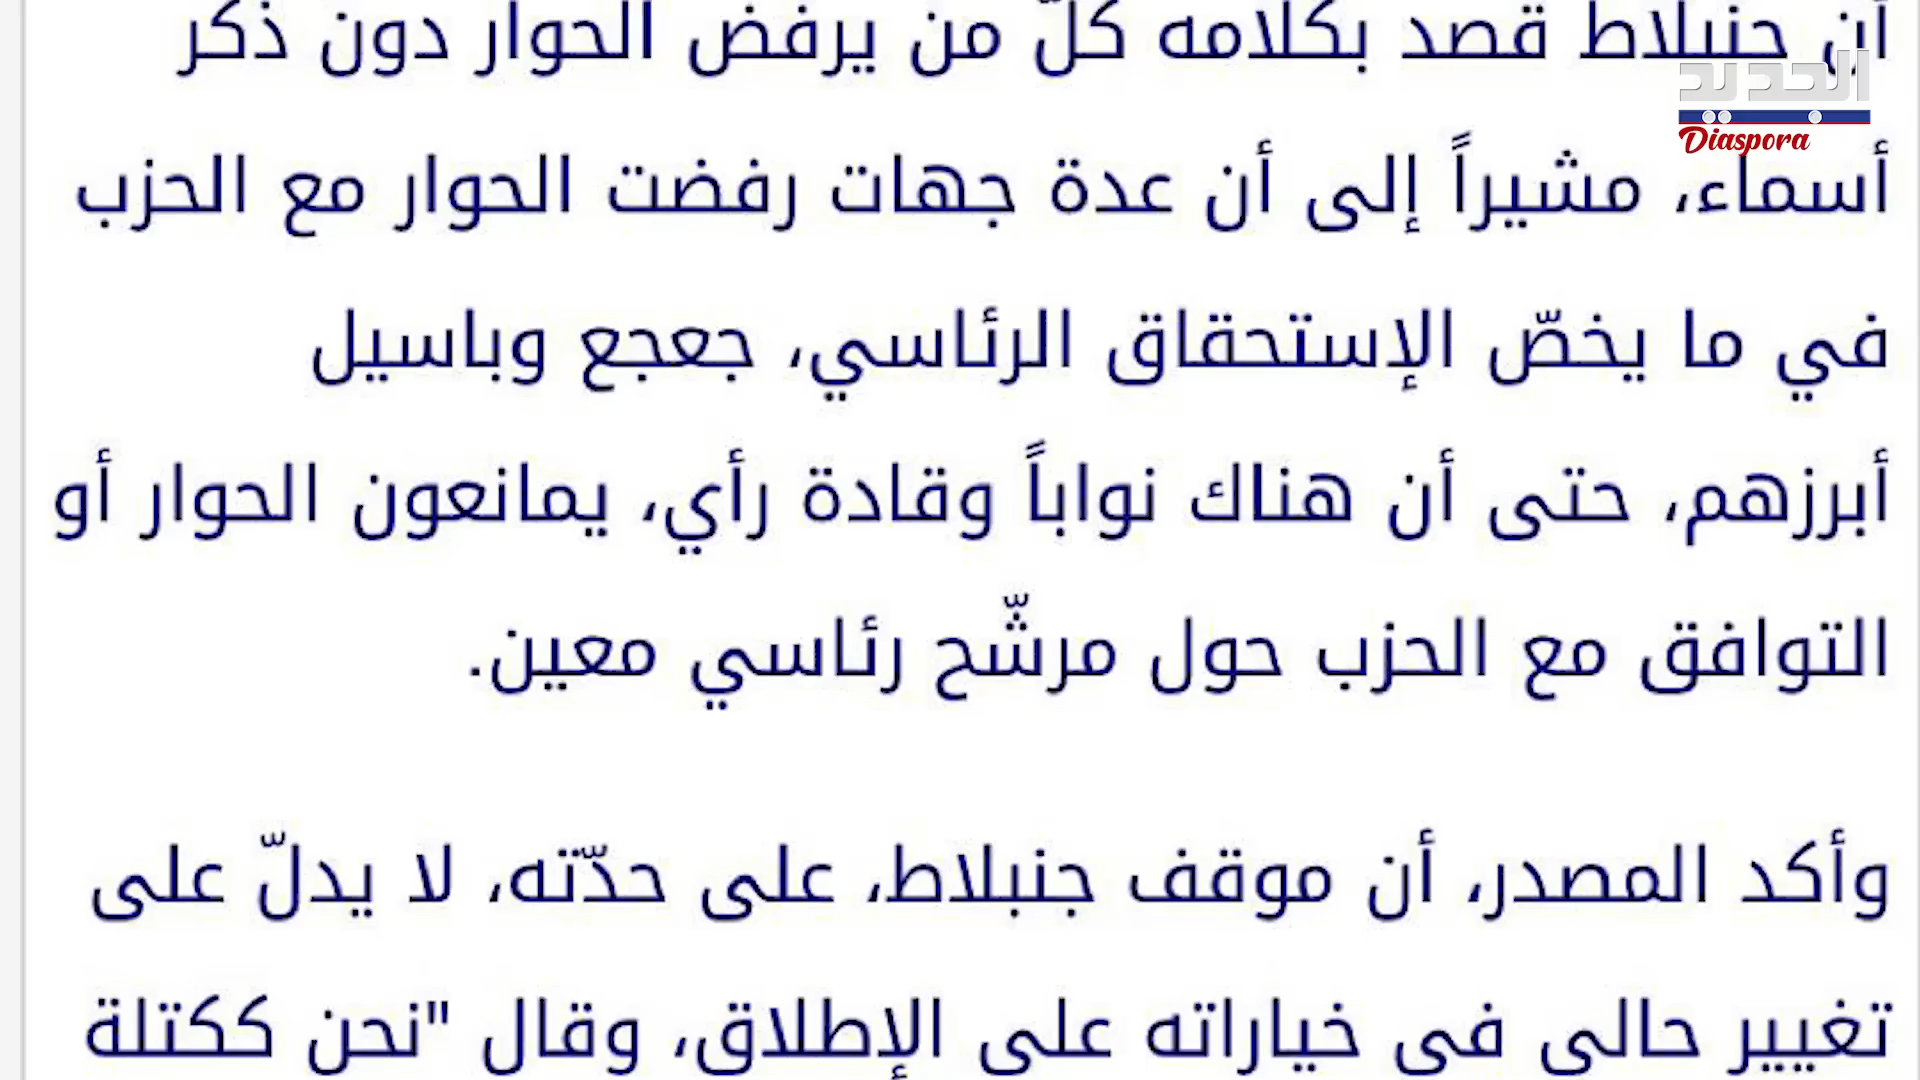 أن جنبلاط قصد بكلامه كلّ من يرفض الحوار دون ذكر
الجديد
Diaspora
أسماء، مشيراً إلى أن عدة جهات رفضت الحوار مع الحزب
في ما يخصّ الإستحقاق الرئاسي، جعجع وباسيل
أبرزهم، حتى أن هناك نواباً وقادة رأي، يمانعون الحوار أو
التوافق مع الحزب حول مرشّح رئاسي معين.
وأكد المصدر، أن موقف جنبلاط، على حدّته، لا يدلّ على
تغيير حالي في خياراته على الإطلاق، وقال "نحن ككتلة